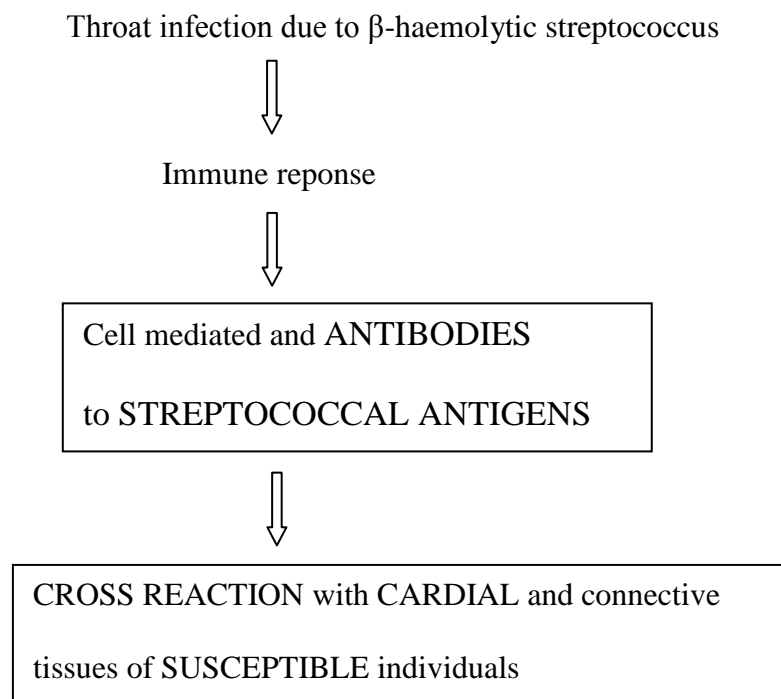 Throat infection due to β-haemolytic streptococcus
Immune reponse
Cell mediated and ANTIBODIES
to STREPTOCOCCAL ANTIGENS
CROSS REACTION with CARDIAL and connective
tissues of SUSCEPTIBLE individuals